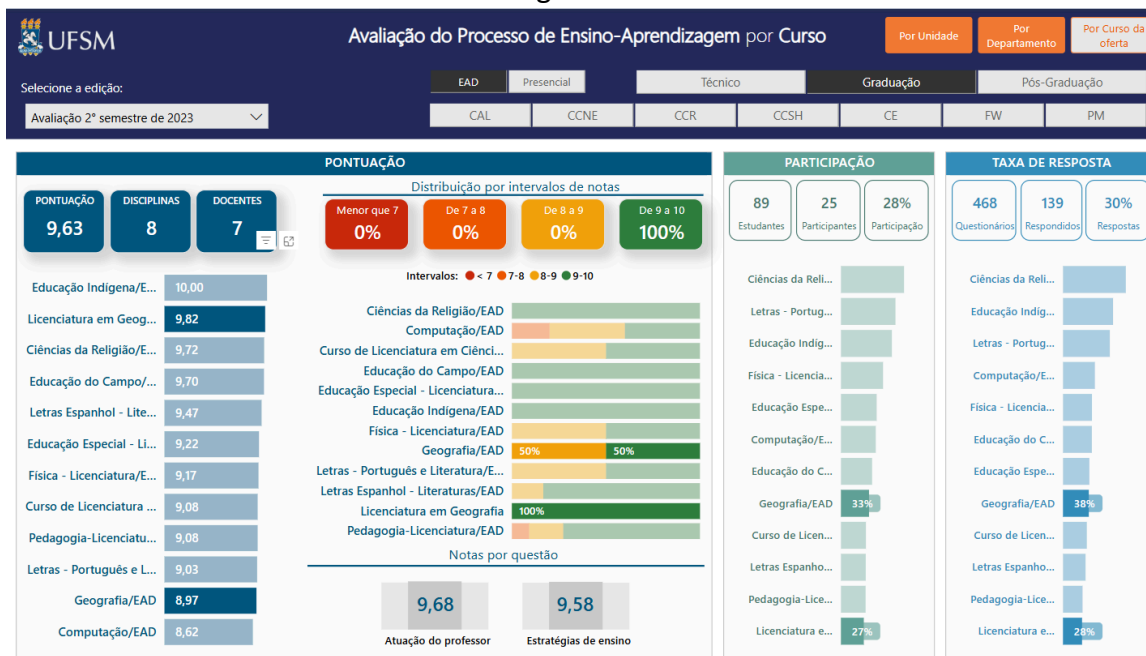 UFSM
Avaliação do Processo de Ensino-Aprendizagem por Curso
Por Unidade
Por Departamento
Por Curso da oferta
Selecione a edição:
EAD
Presencial
Técnico
Graduação
Pós-Graduação
Avaliação 2° semestre de 2023
CAL
CCNE
CCR
CCSH
CE
FW
PM
PONTUAÇÃO
PONTUAÇÃO
9,63
DISCIPLINAS
8
DOCENTES
7
Educação Indígena/E... 10,00
Licenciatura em Geog... 9,82
Ciências da Religião/E... 9,72
Educação do Campo/... 9,70
Letras Espanhol - Lite... 9,47
Educação Especial - Li... 9,22
Física - Licenciatura/E... 9,17
Curso de Licenciatura ... 9,08
Pedagogia-Licenciatu... 9,08
Letras - Português e L... 9,03
Geografia/EAD 8,97
Computação/EAD 8,62
Distribuição por intervalos de notas
Menor que 7
0%
De 7 a 8
0%
De 8 a 9
0%
De 9 a 10
100%
Intervalos: < 7 7-8 8-9 9-10
Ciências da Religião/EAD
Computação/EAD
Curso de Licenciatura em Ciênci...
Educação do Campo/EAD
Educação Especial - Licenciatura...
Educação Indígena/EAD
Física - Licenciatura/EAD
Geografia/EAD 50% 50%
Letras - Português e Literatura/E...
Letras Espanhol - Literaturas/EAD
Licenciatura em Geografia 100%
Pedagogia-Licenciatura/EAD
Notas por questão
9,68
Atuação do professor
9,58
Estratégias de ensino
PARTICIPAÇÃO
89
Estudantes
25
Participantes
28%
Participação
Ciências da Reli...
Letras - Portug...
Educação Indíg...
Física - Licencia...
Educação Espe...
Computação/E...
Educação do C...
Geografia/EAD 33%
Curso de Licen...
Letras Espanho...
Pedagogia-Lice...
Licenciatura e... 27%
TAXA DE RESPOSTA
468
Questionários
139
Respondidos
30%
Respostas
Ciências da Reli...
Educação Indíg...
Letras - Portug...
Computação/E...
Física - Licencia...
Educação do C...
Educação Espe...
Geografia/EAD 38%
Curso de Licen...
Letras Espanho...
Pedagogia-Lice...
Licenciatura e... 28%